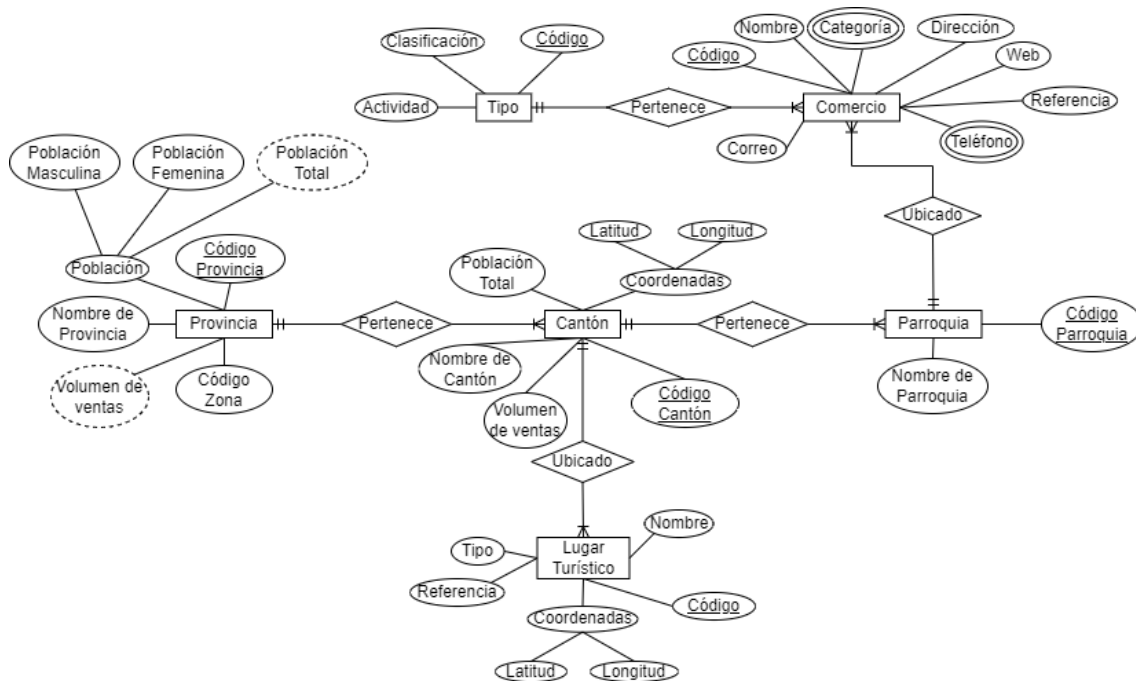 Clasificación
Código
Nombre
Categoría
Dirección
Código
Web
Actividad
Tipo
Pertenece
Comercio
Referencia
Correo
Teléfono
Población
Masculina
Población
Femenina
Población
Total
Ubicado
Población
Código
Provincia
Latitud
Longitud
Población
Total
Coordenadas
Nombre de
Provincia
Provincia
Pertenece
Cantón
Pertenece
Parroquia
Código
Parroquia
Volumen de
ventas
Código
Zona
Nombre de
Cantón
Volumen
de ventas
Código
Cantón
Nombre de
Parroquia
Ubicado
Nombre
Tipo
Lugar
Turístico
Referencia
Código
Coordenadas
Latitud
Longitud